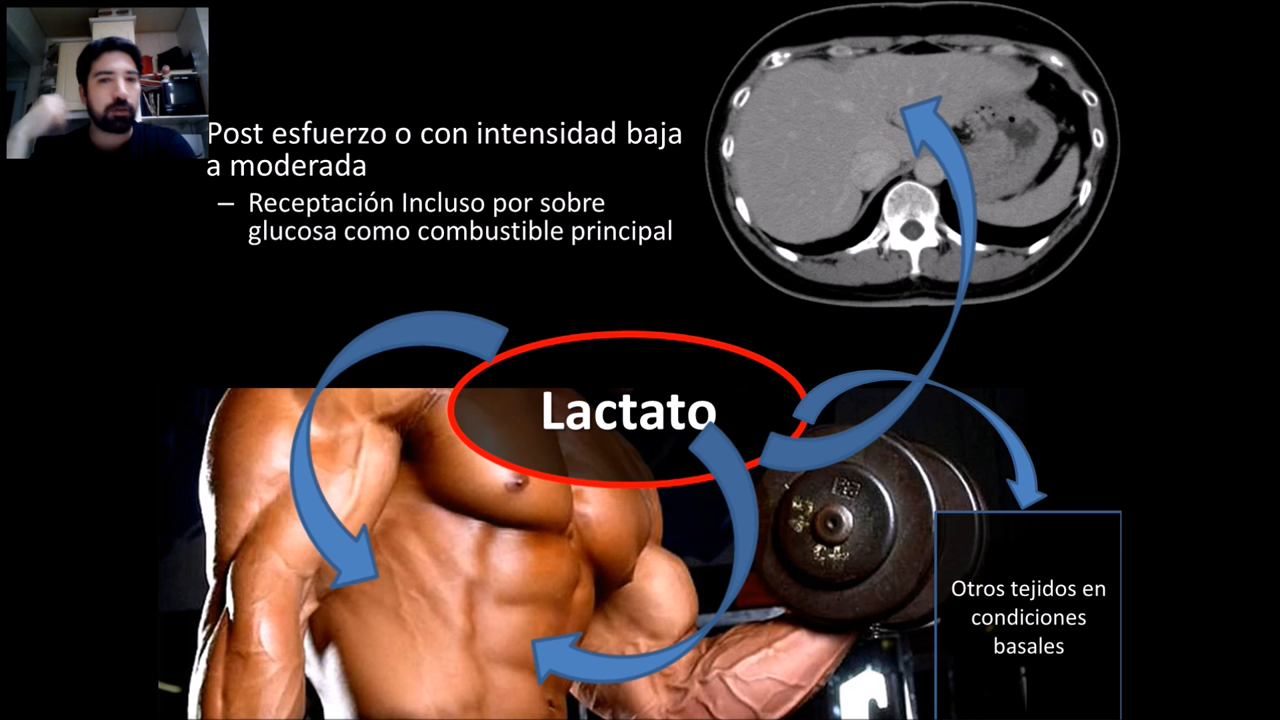 Post esfuerzo o con intensidad baja
a moderada
– Receptación Incluso por sobre
glucosa como combustible principal
Lactato
Otros tejidos en
condiciones
basales